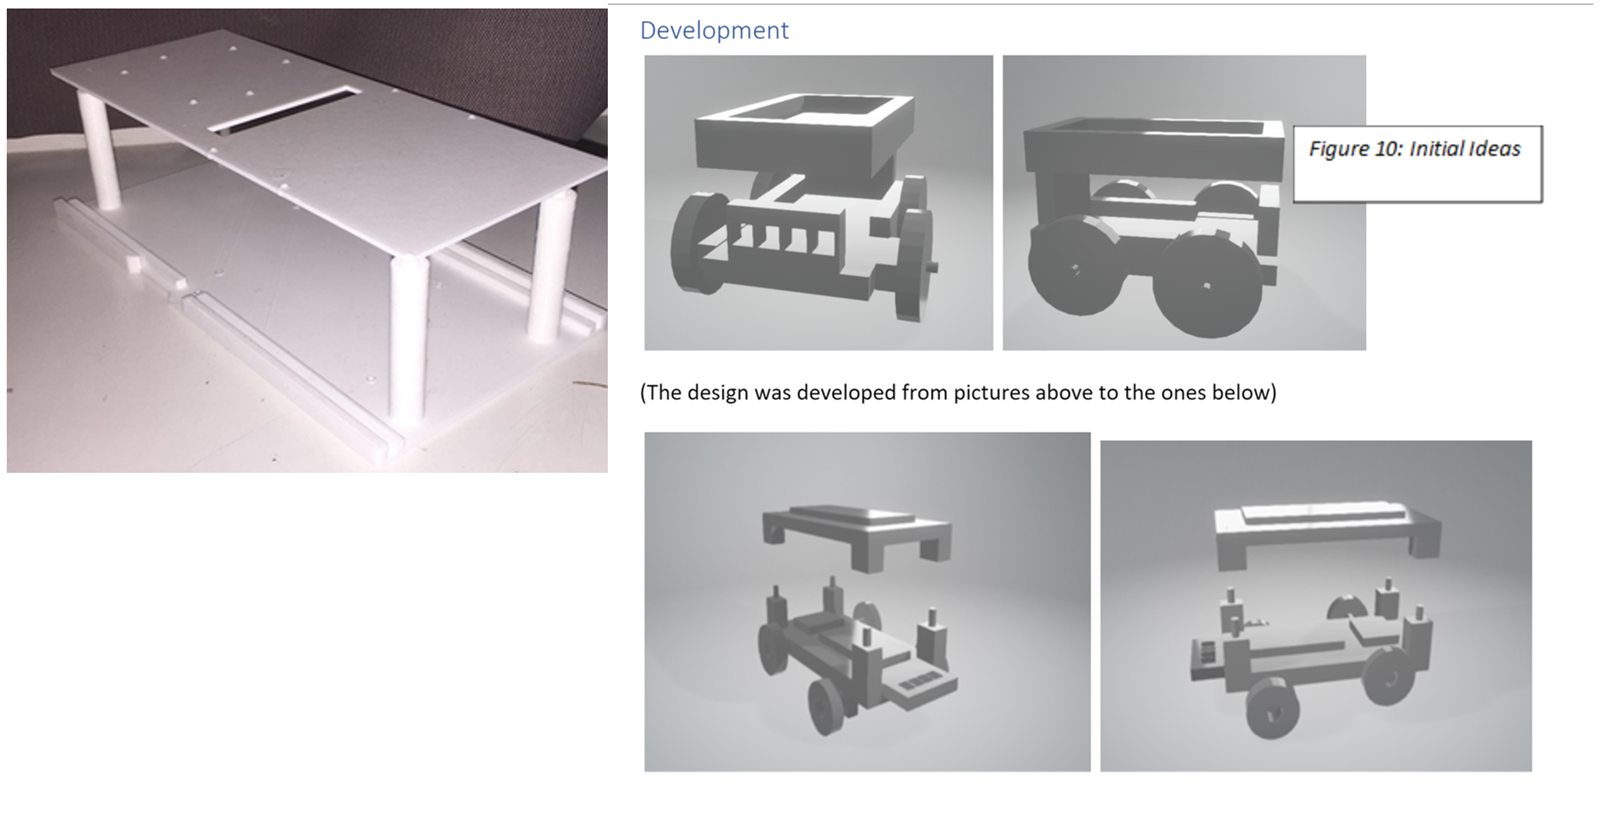 Development
Figure 10: Initial Ideas
(The design was developed from pictures above to the ones below)